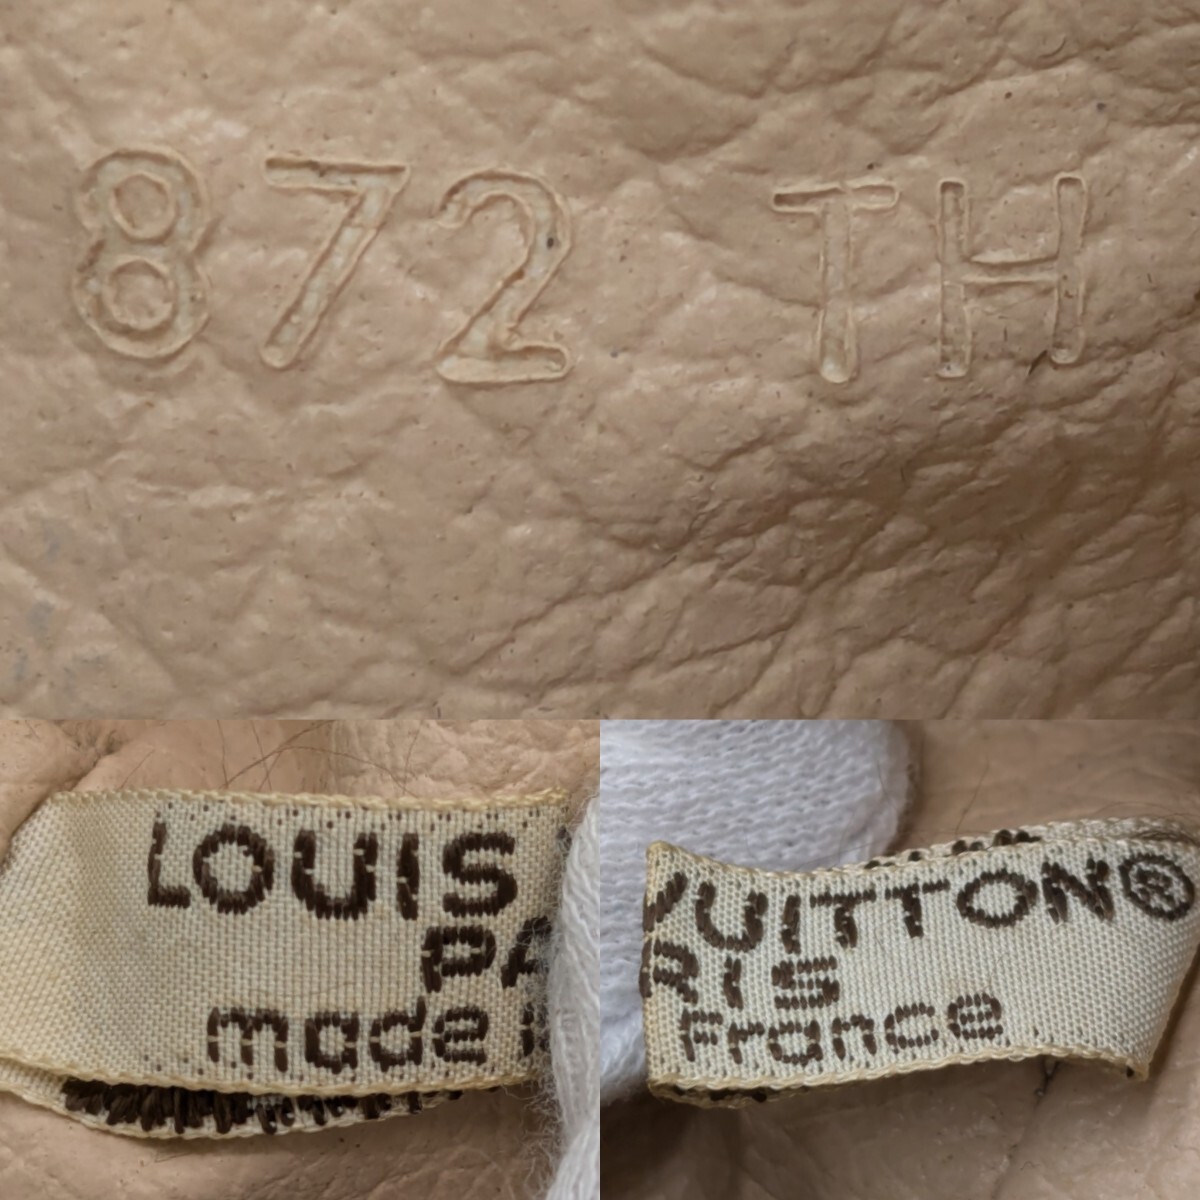 872 TH
LOUIS
PA
made
VUITTON®
RIS
France